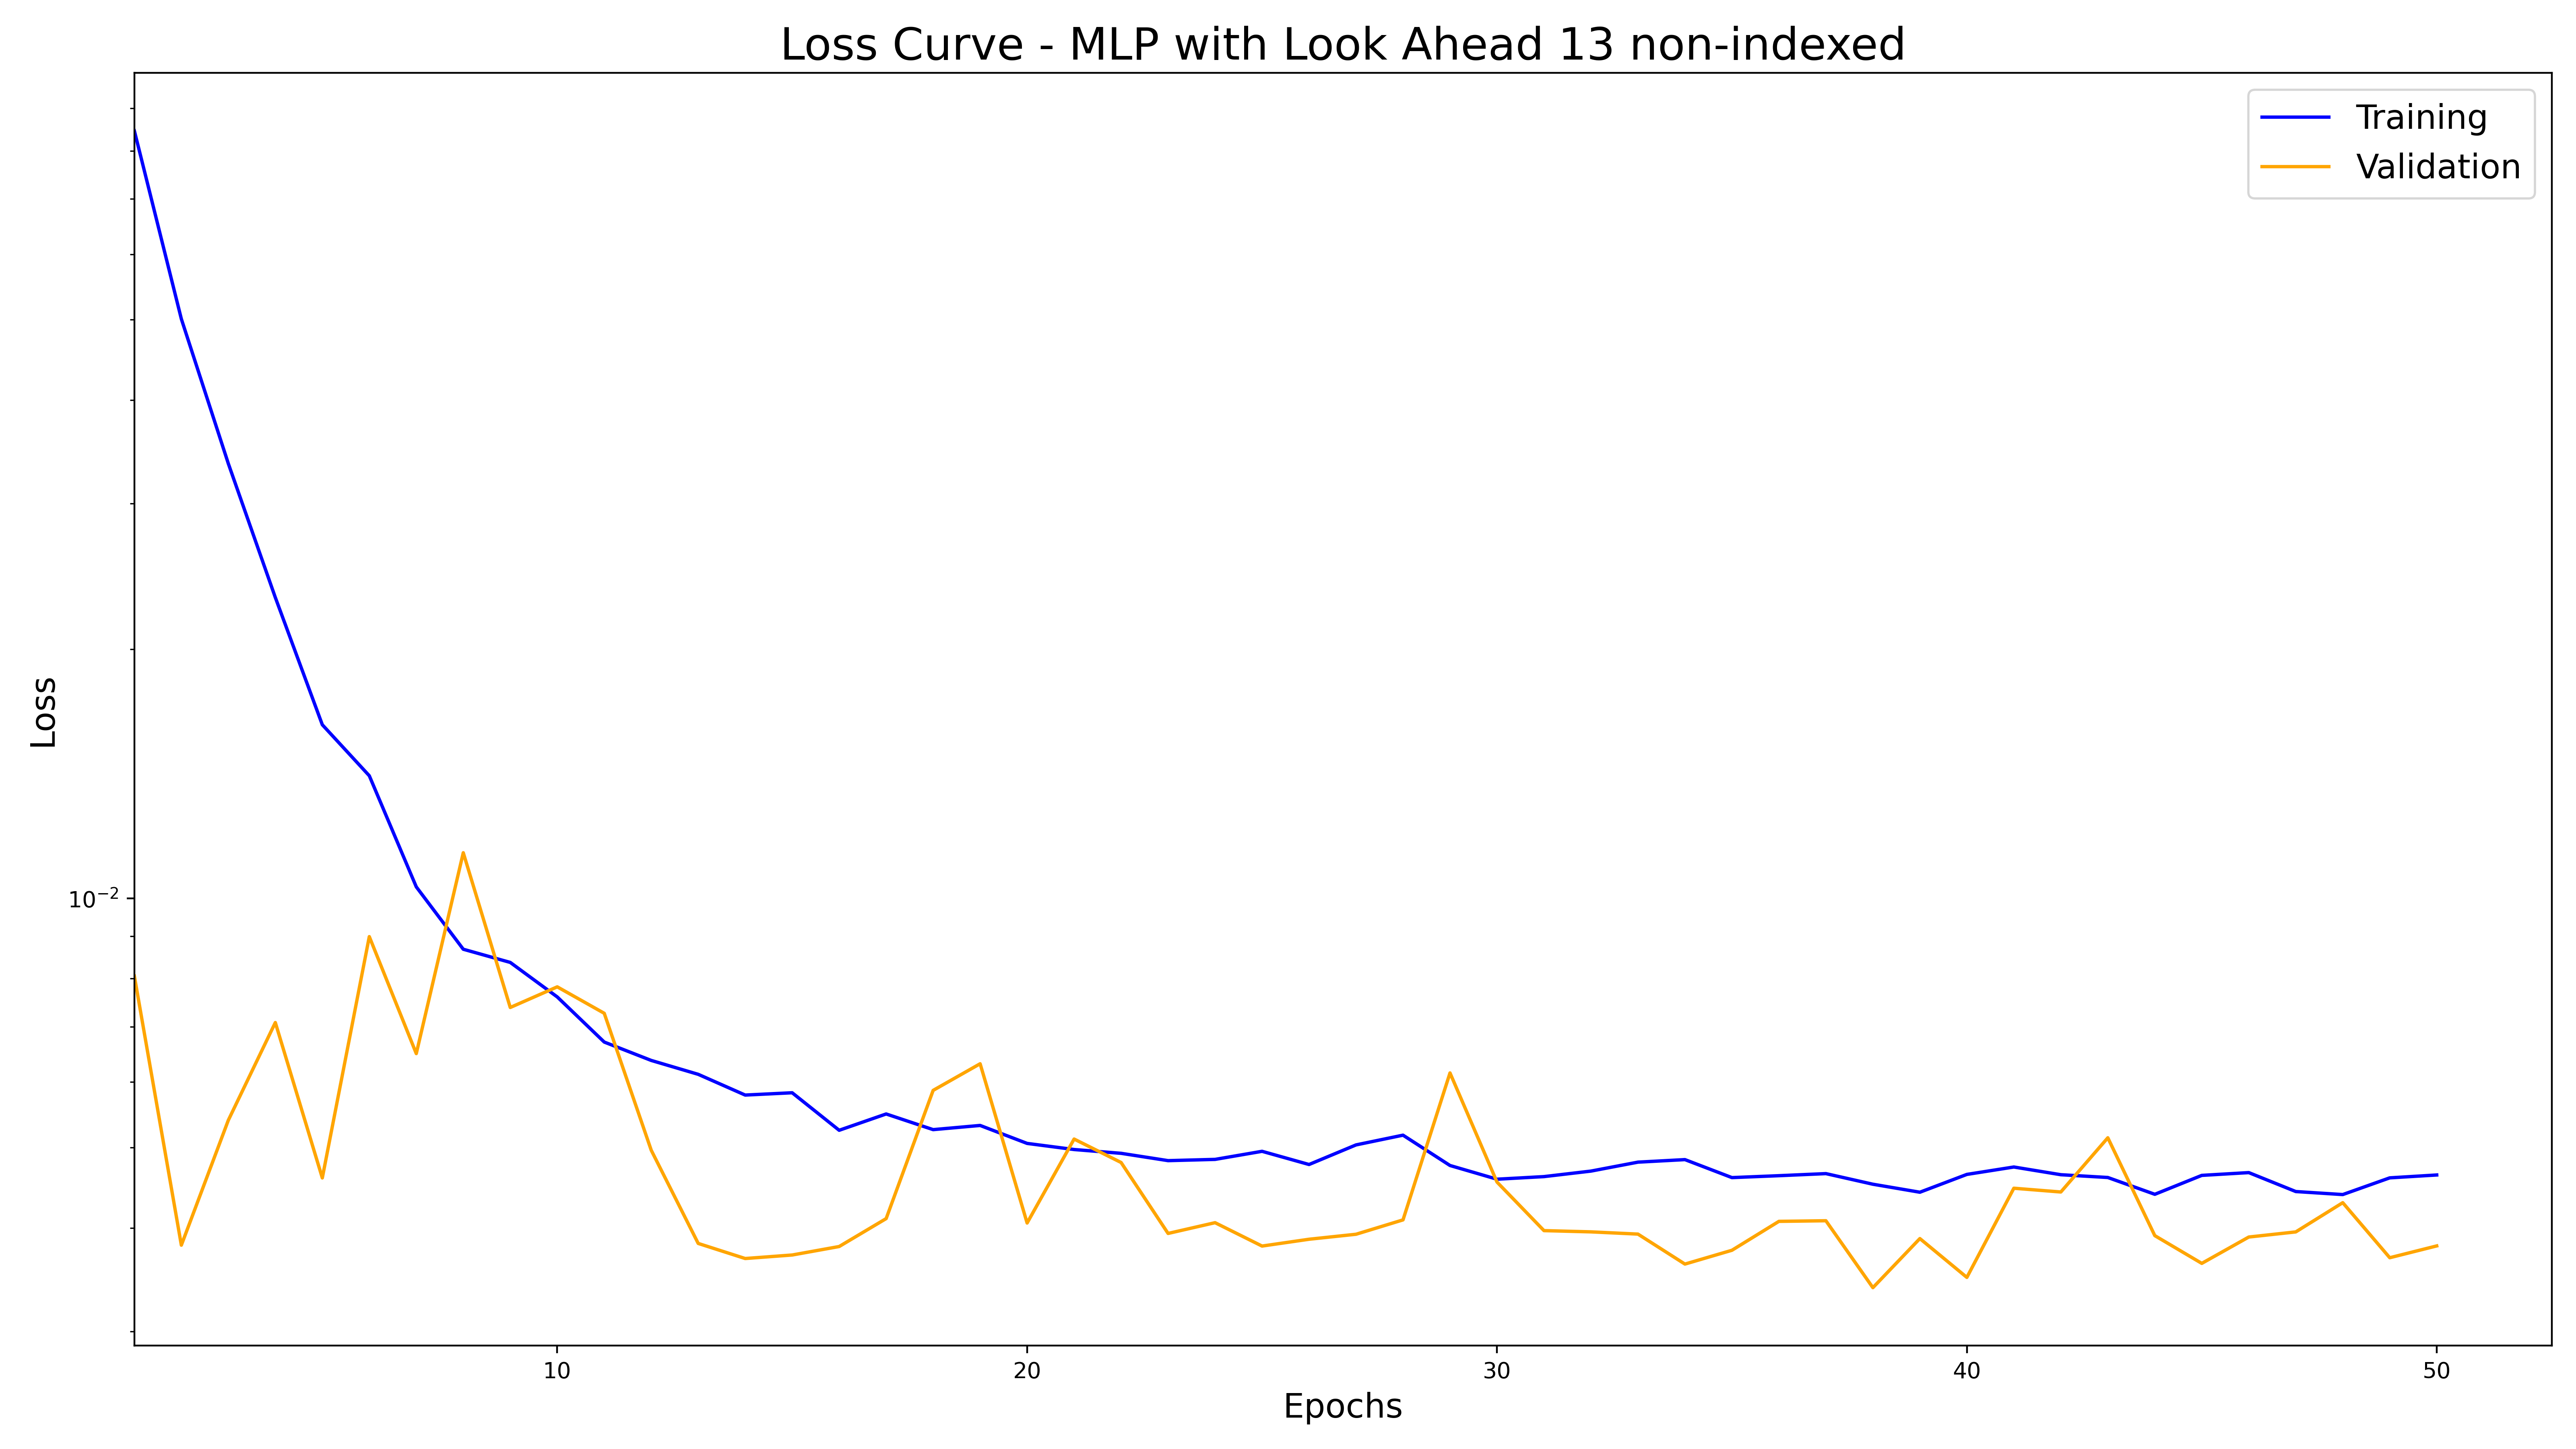 Loss Curve - MLP with Look Ahead 13 non-indexed
Training
Validation
Loss
10⁻²
10 20 30 40 50
Epochs